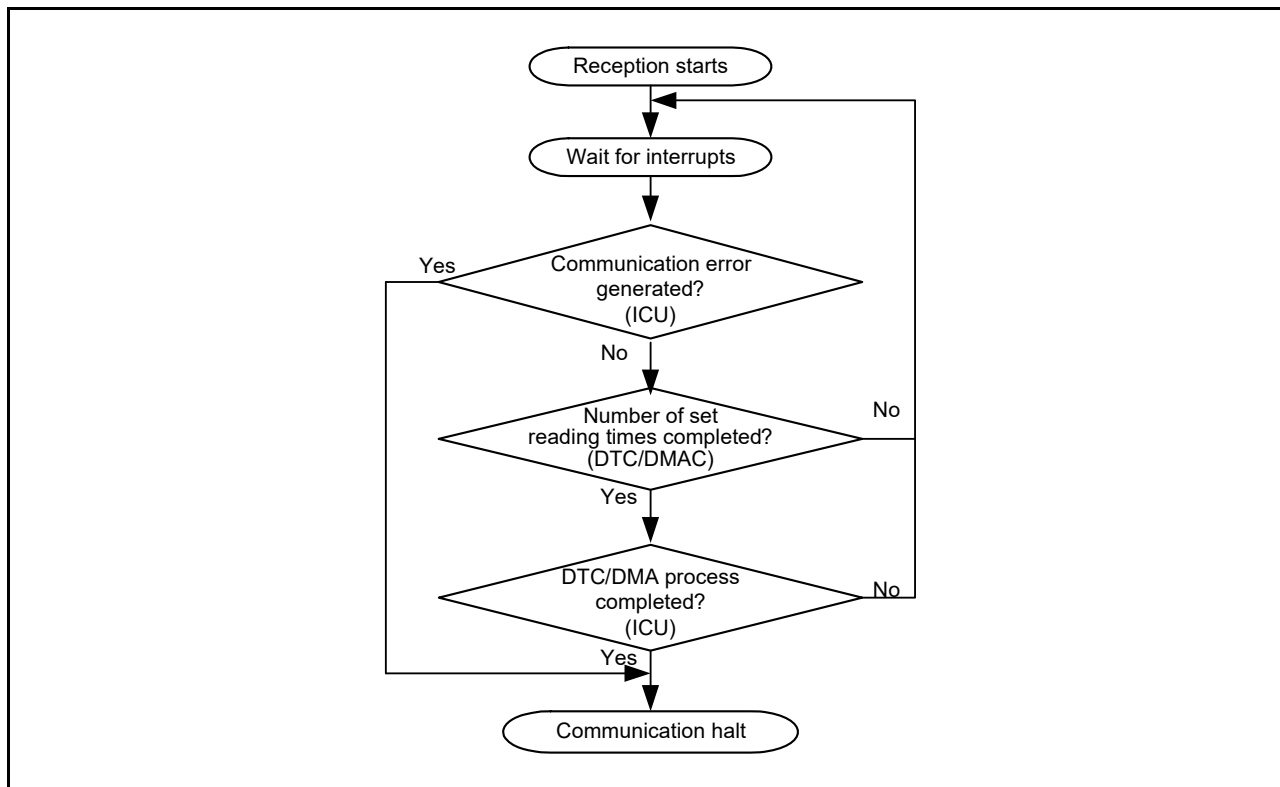 Reception starts
Wait for interrupts
Yes
Communication error
generated?
(ICU)
No
Number of set
reading times completed?
(DTC/DMAC)
No
Yes
DTC/DMA process
completed?
(ICU)
No
Yes
Communication halt